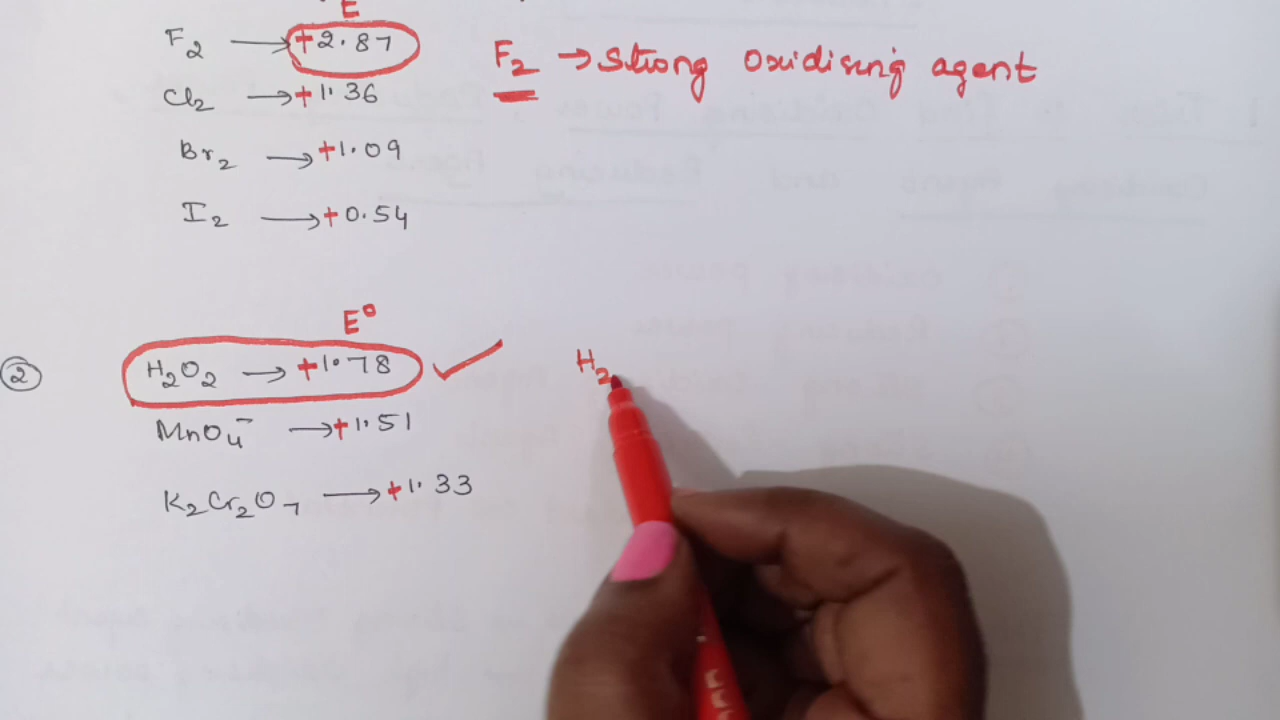 E
F₂ → +2.87
F₂ → Strong Oxidising agent
Cl₂ → +1.36
Br₂ → +1.09
I₂ → +0.54
E°
② H₂O₂ → +1.78 ✓
H₂
MnO₄⁻ → +1.51
K₂Cr₂O₇ → +1.33